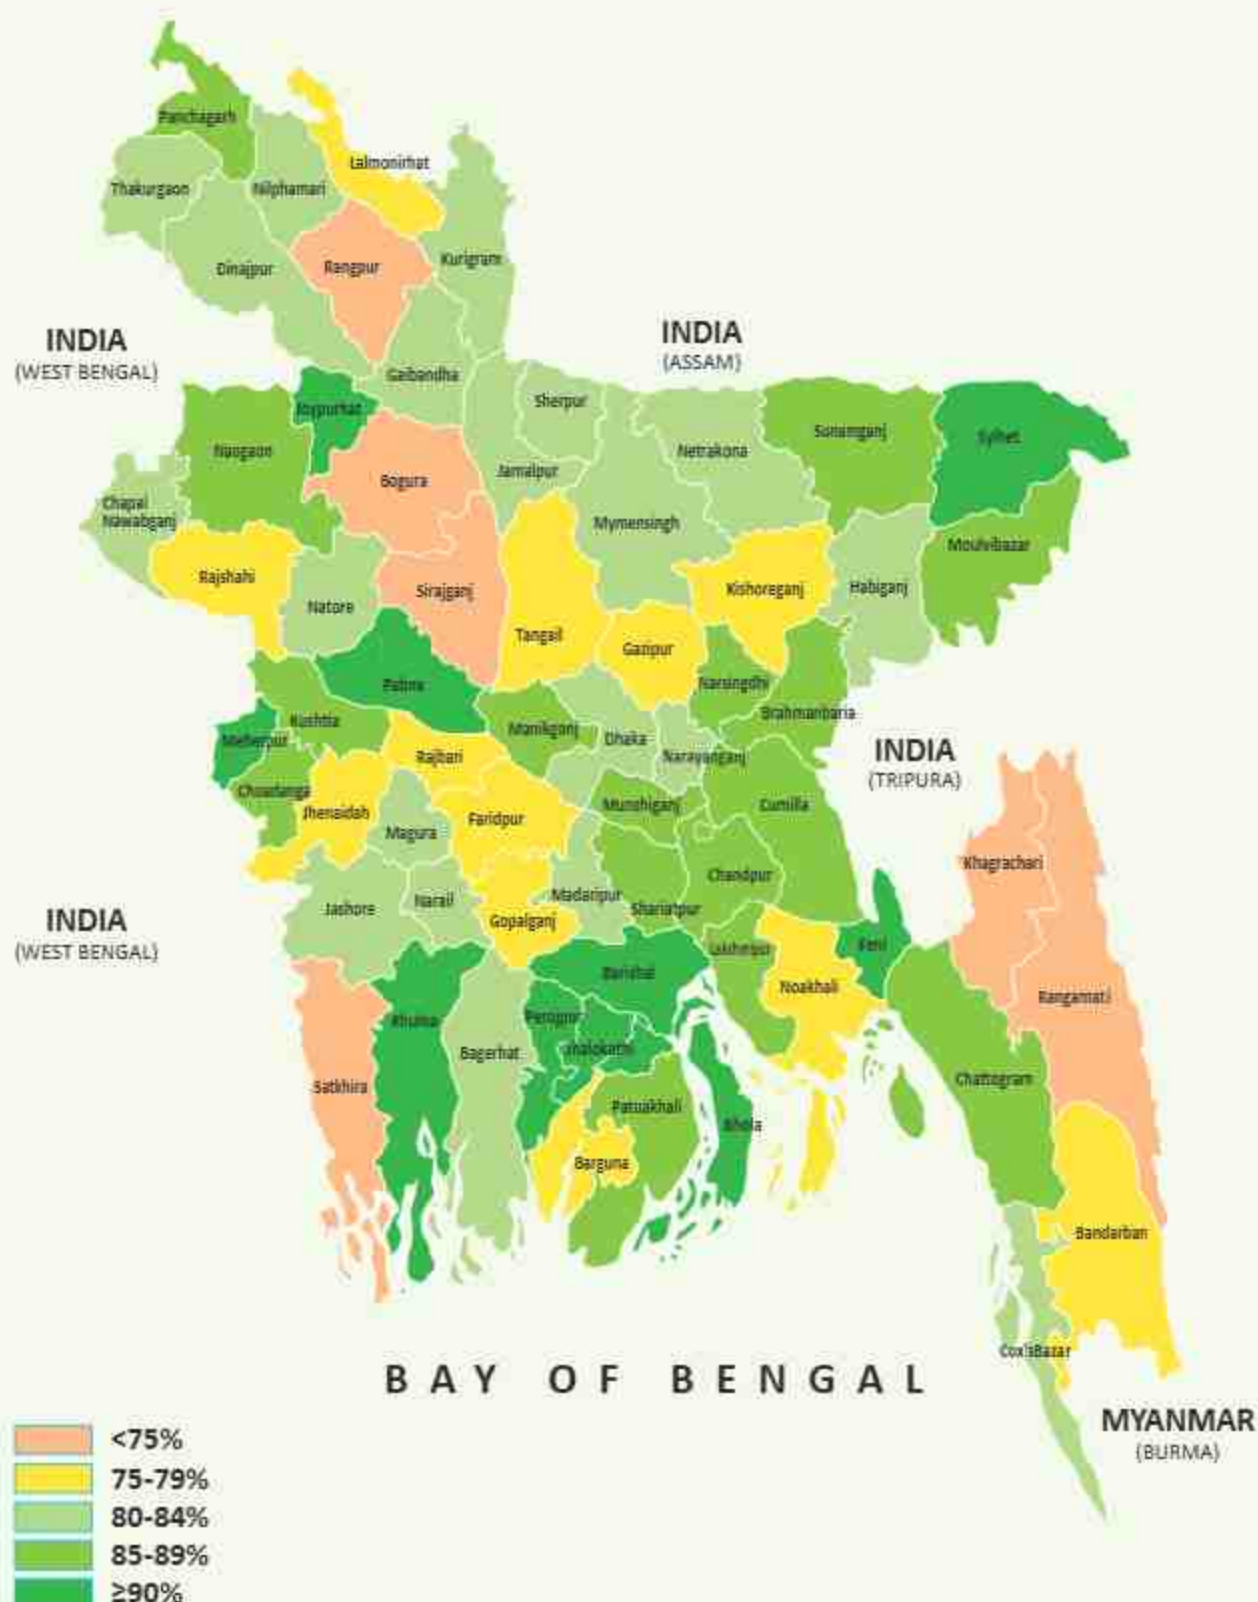 Panchagarh
Lalmonirhat
Thakurgaon
Nilphamari
Dinajpur
Rangpur
Kurigram
INDIA
(WEST BENGAL)
INDIA
(ASSAM)
Gaibandha
Joypurhat
Sherpur
Naogaon
Sunamganj
Sylhet
Netrakona
Bogura
Jamalpur
Chapai
Nawabganj
Mymensingh
Moulvibazar
Rajshahi
Sirajganj
Kishoreganj
Habiganj
Natore
Tangail
Gazipur
Pabna
Narsingdhi
Brahmanbaria
Kushtia
Meherpur
Manikganj
Dhaka
Narayanganj
Rajbari
INDIA
(TRIPURA)
Chuadanga
Jhenaidah
Munshiganj
Cumilla
Magura
Faridpur
Khagrachari
Chandpur
Jashore
Narail
Madaripur
Shariatpur
Gopalganj
INDIA
(WEST BENGAL)
Lakshmipur
Feni
Barishal
Noakhali
Rangamati
Khulna
Perojpur
Jhalokathi
Bagerhat
Satkhira
Chattogram
Patuakhali
Bhola
Barguna
Bandarban
Cox'sBazar
BAY OF BENGAL
MYANMAR
(BURMA)
<75%
75-79%
80-84%
85-89%
≥90%